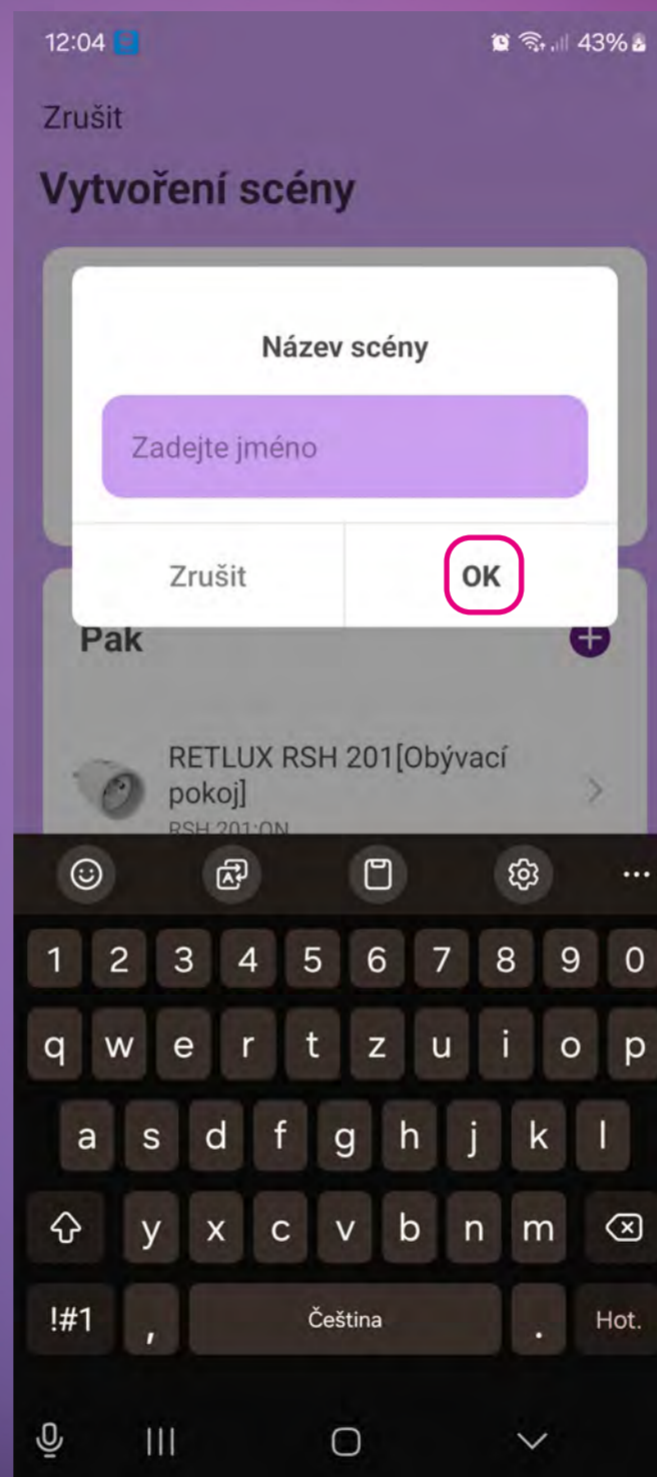 12:04
43%
Zrušit
Vytvoření scény
Název scény
Zadejte jméno
Zrušit
OK
Pak
RETLUX RSH 201[Obývací
pokoj]
RSH 201:ON
1 2 3 4 5 6 7 8 9 0
q w e r t z u i o p
a s d f g h j k l
y x c v b n m
!#1 , Čeština . Hot.